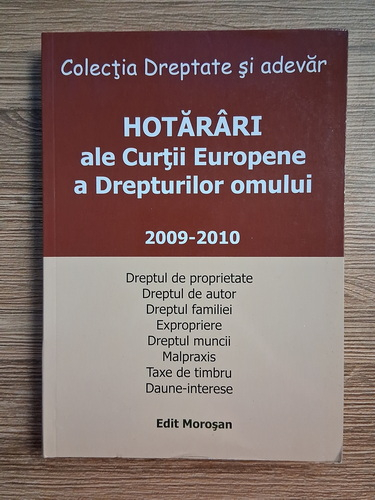 Colecţia Dreptate şi adevăr
HOTĂRÂRI
ale Curţii Europene
a Drepturilor omului
2009-2010
Dreptul de proprietate
Dreptul de autor
Dreptul familiei
Expropriere
Dreptul muncii
Malpraxis
Taxe de timbru
Daune-interese
Edit Moroşan